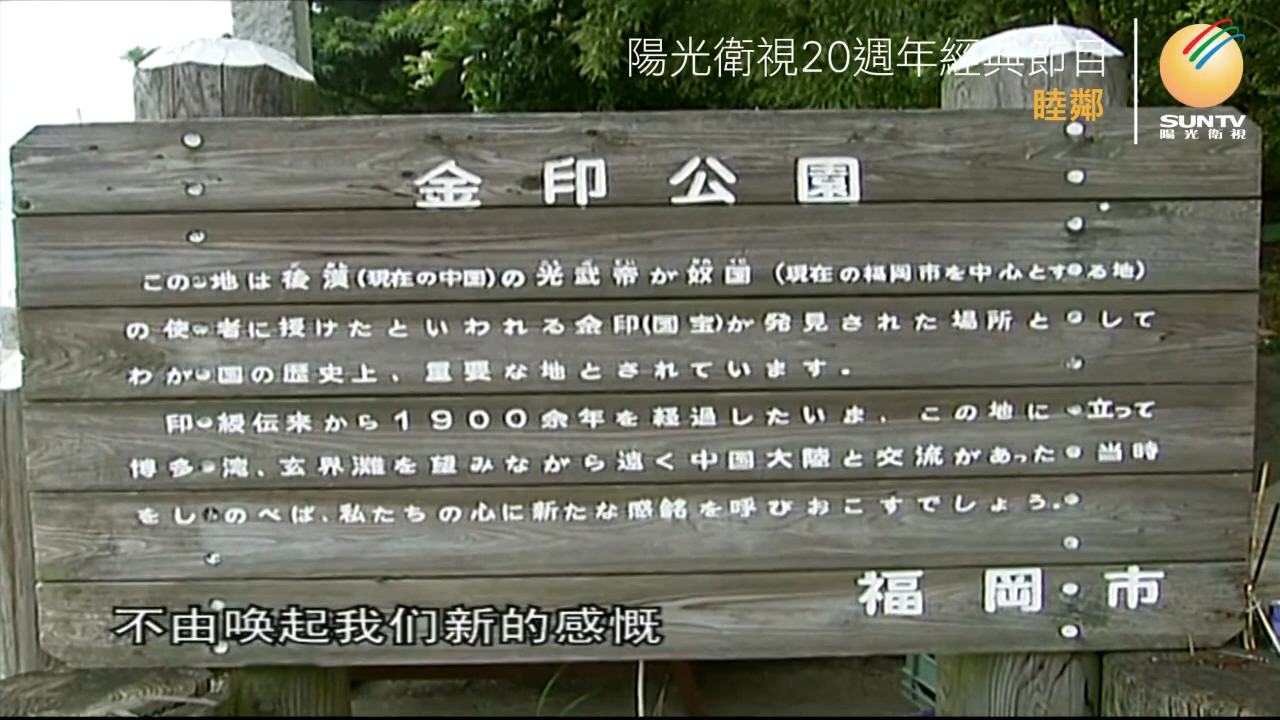 陽光衛視20週年經典節目
睦鄰
SUNTV
陽光衛視
金印公園
この地は後漢(現在の中国)の光武帝が奴国(現在の福岡市を中心とする地)
の使者に授けたといわれる金印(国宝)が発見された場所として
わが国の歴史上、重要な地とされています。
印綬伝来から1900余年を経過したいま、この地に立って
博多湾、玄界灘を望みながら遠く中国大陸と交流があった当時
をしのべば、私たちの心に新たな感銘を呼びおこすでしょう。
福岡市
不由唤起我们新的感慨